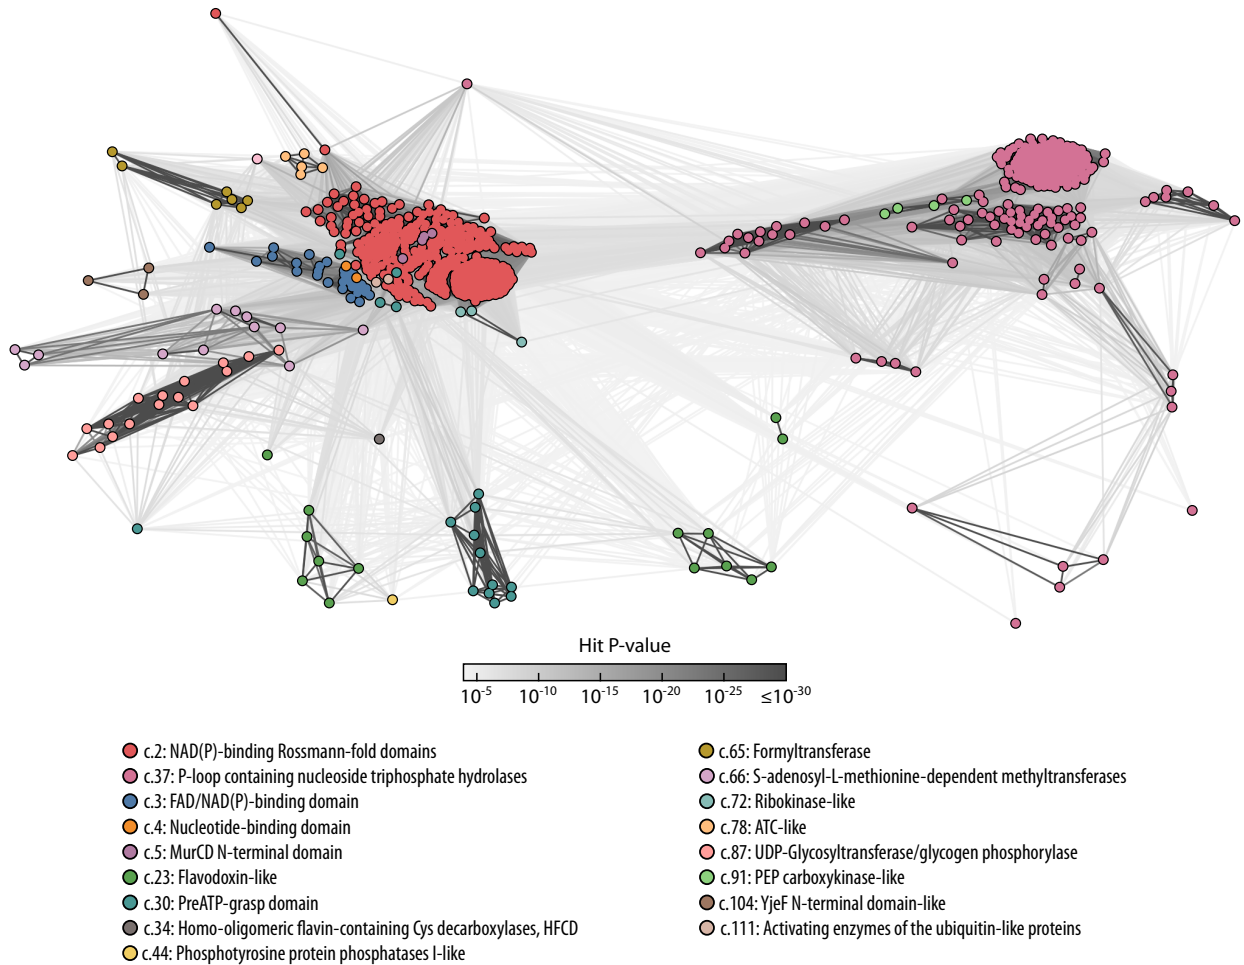 Hit P-value
10-5 10-10 10-15 10-20 10-25 ≤10-30
c.2: NAD(P)-binding Rossmann-fold domains
c.37: P-loop containing nucleoside triphosphate hydrolases
c.3: FAD/NAD(P)-binding domain
c.4: Nucleotide-binding domain
c.5: MurCD N-terminal domain
c.23: Flavodoxin-like
c.30: PreATP-grasp domain
c.34: Homo-oligomeric flavin-containing Cys decarboxylases, HFCD
c.44: Phosphotyrosine protein phosphatases I-like
c.65: Formyltransferase
c.66: S-adenosyl-L-methionine-dependent methyltransferases
c.72: Ribokinase-like
c.78: ATC-like
c.87: UDP-Glycosyltransferase/glycogen phosphorylase
c.91: PEP carboxykinase-like
c.104: YjeF N-terminal domain-like
c.111: Activating enzymes of the ubiquitin-like proteins